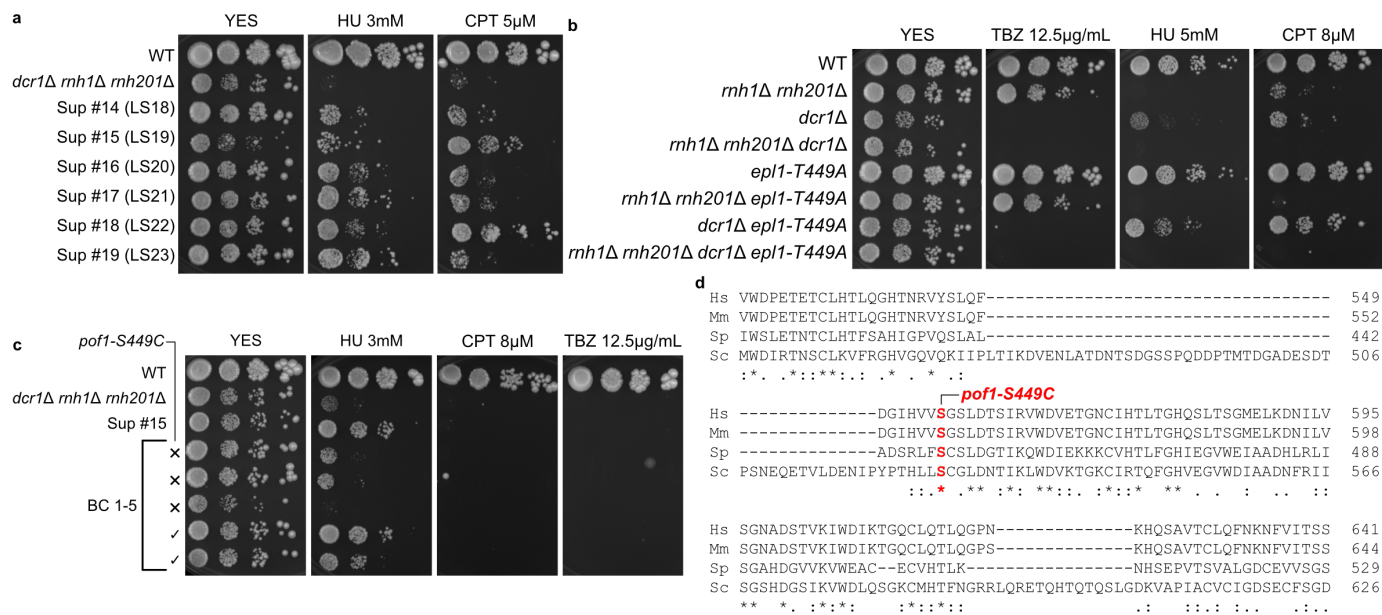 a
YES HU 3mM CPT 5µM
WT
dcr1Δ rnh1Δ rnh201Δ
Sup #14 (LS18)
Sup #15 (LS19)
Sup #16 (LS20)
Sup #17 (LS21)
Sup #18 (LS22)
Sup #19 (LS23)
b
YES TBZ 12.5µg/mL HU 5mM CPT 8µM
WT
rnh1Δ rnh201Δ
dcr1Δ
rnh1Δ rnh201Δ dcr1Δ
epl1-T449A
rnh1Δ rnh201Δ epl1-T449A
dcr1Δ epl1-T449A
rnh1Δ rnh201Δ dcr1Δ epl1-T449A
c
pof1-S449C
YES HU 3mM CPT 8µM TBZ 12.5µg/mL
WT
dcr1Δ rnh1Δ rnh201Δ
Sup #15
×
×
BC 1-5 ×
✓
✓
d
Hs VWDPETETCLHTLQGHTNRVYSLQF----------------------------------- 549
Mm VWDPETETCLHTLQGHTNRVYSLQF----------------------------------- 552
Sp IWSLETNTCLHTFSAHIGPVQSLAL----------------------------------- 442
Sc MWDIRTNSCLKVFRGHVGQVQKIIPLTIKDVENLATDNTSDGSSPQDDPTMTDGADESDT 506
:*. . *:**:.: .* * .:
pof1-S449C
Hs --------------DGIHVVSGSLDTSIRVWDVETGNCIHTLTGHQSLTSGMELKDNILV 595
Mm --------------DGIHVVSGSLDTSIRVWDVETGNCIHTLTGHQSLTSGMELKDNILV 598
Sp --------------ADSRLFSCSLDGTIKQWDIEKKKCVHTLFGHIEGVWEIAADHLRLI 488
Sc PSNEQETVLDENIPYPTHLLSCGLDNTIKLWDVKTGKCIRTQFGHVEGVWDIAADNFRII 566
::.* .** :*: **::. :*::* ** . . : . ::
Hs SGNADSTVKIWDIKTGQCLQTLQGPN------------KHQSAVTCLQFNKNFVITSS 641
Mm SGNADSTVKIWDIKTGQCLQTLQGPS------------KHQSAVTCLQFNKNFVITSS 644
Sp SGAHDGVVKVWEAC--ECVHTLK---------------NHSEPVTSVALGDCEVVSGS 529
Sc SGSHDGSIKVWDLQSGKCMHTFNGRRLQRETQHTQTQSLGDKVAPIACVCIGDSECFSGD 626
** *. :*:*: :*::*:: .: .. : . ..:..